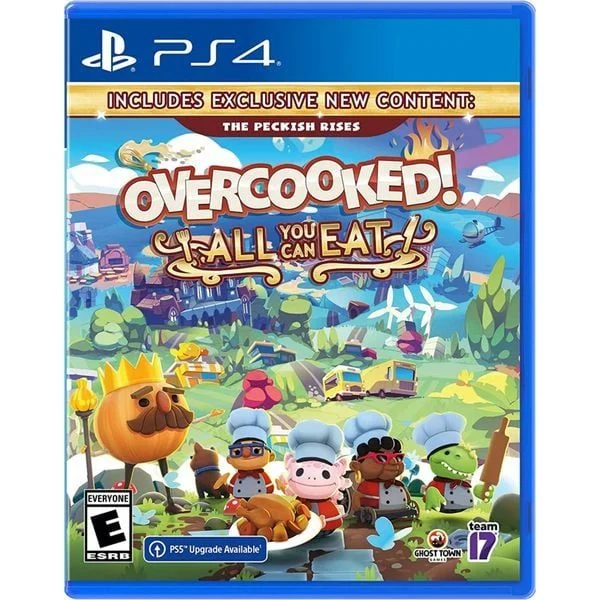 PS4
INCLUDES EXCLUSIVE NEW CONTENT:
THE PECKISH RISES
OVERCOOKED!
ALL YOU CAN EAT
EVERYONE
E
ESRB
PS5™ Upgrade Available
GHOST TOWN
GAMES
team
17